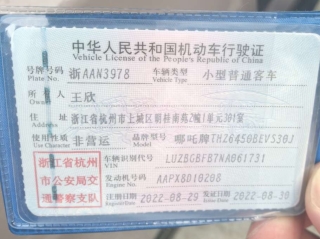 中华人民共和国机动车行驶证
Vehicle License of the People's Republic of China
号牌号码 浙AAN3978 车辆类型 小型普通客车
Plate No. Vehicle Type
所有人 王欣
Owner
住址 浙江省杭州市上城区 南苑2幢1单元301室
Address
使用性质 非营运 品牌型号 哪吒牌THZ6450BEVS30J
Use Character Model
浙江省杭州
市公安局交
通警察支队
车辆识别代号 LUZBGBFB7NA061731
VIN
发动机号码 AAPX8D10208
Engine No.
注册日期 2022-08-29 发证日期 2022-08-30
Register Date Issue Date